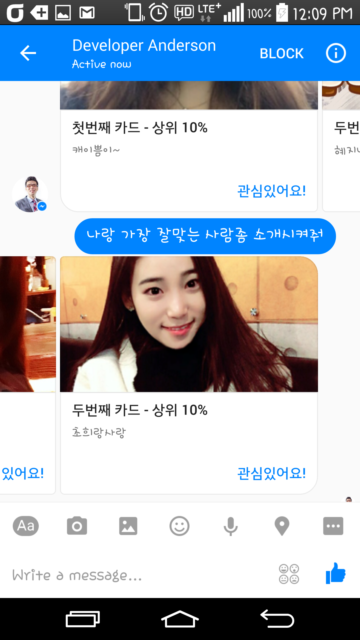 HD LTE 100% 12:09 PM
Developer Anderson
Active now
BLOCK
첫번째 카드 - 상위 10%
캐이쁨이~
관심있어요!
두번
혜지
나랑 가장 잘맞는 사람좀 소개시켜줘
있어요!
두번째 카드 - 상위 10%
초희랑사랑
관심있어요!
Aa
Write a message...